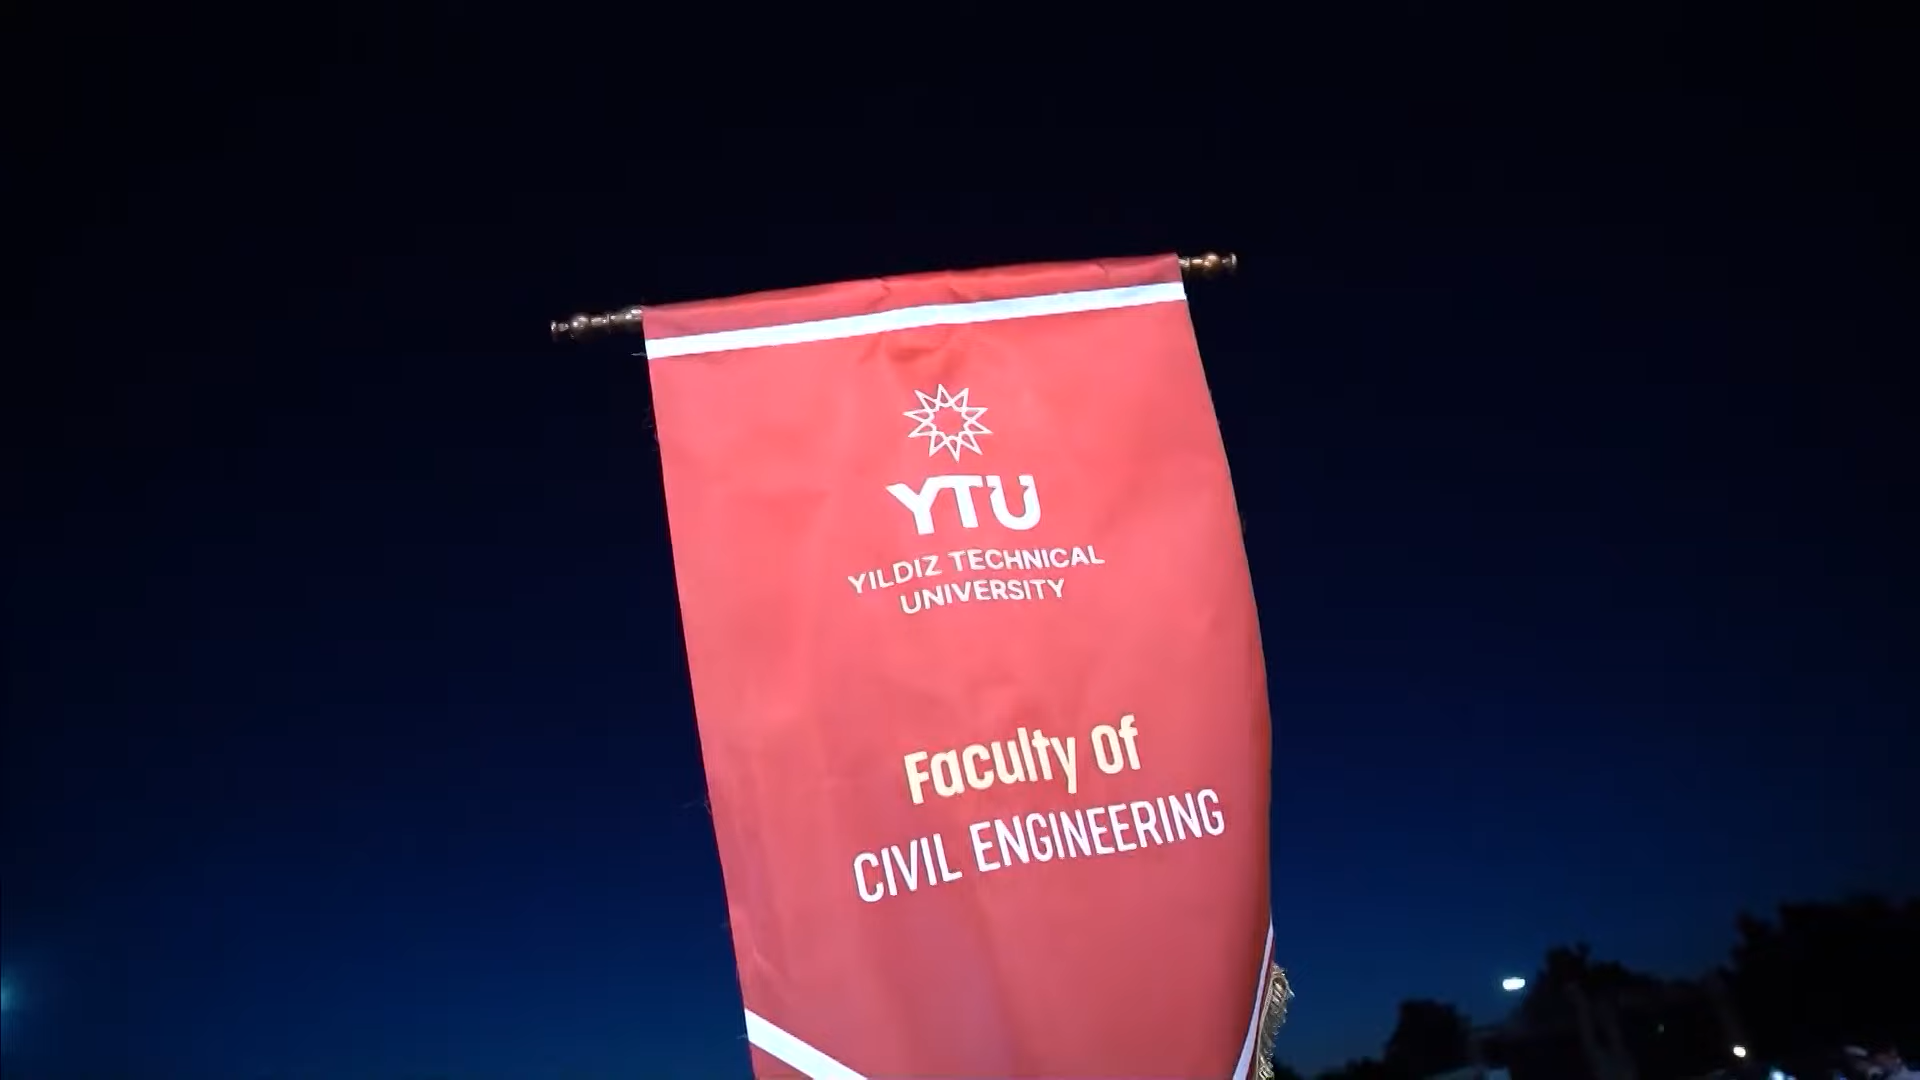 YTU
YILDIZ TECHNICAL
UNIVERSITY
Faculty Of
CIVIL ENGINEERING